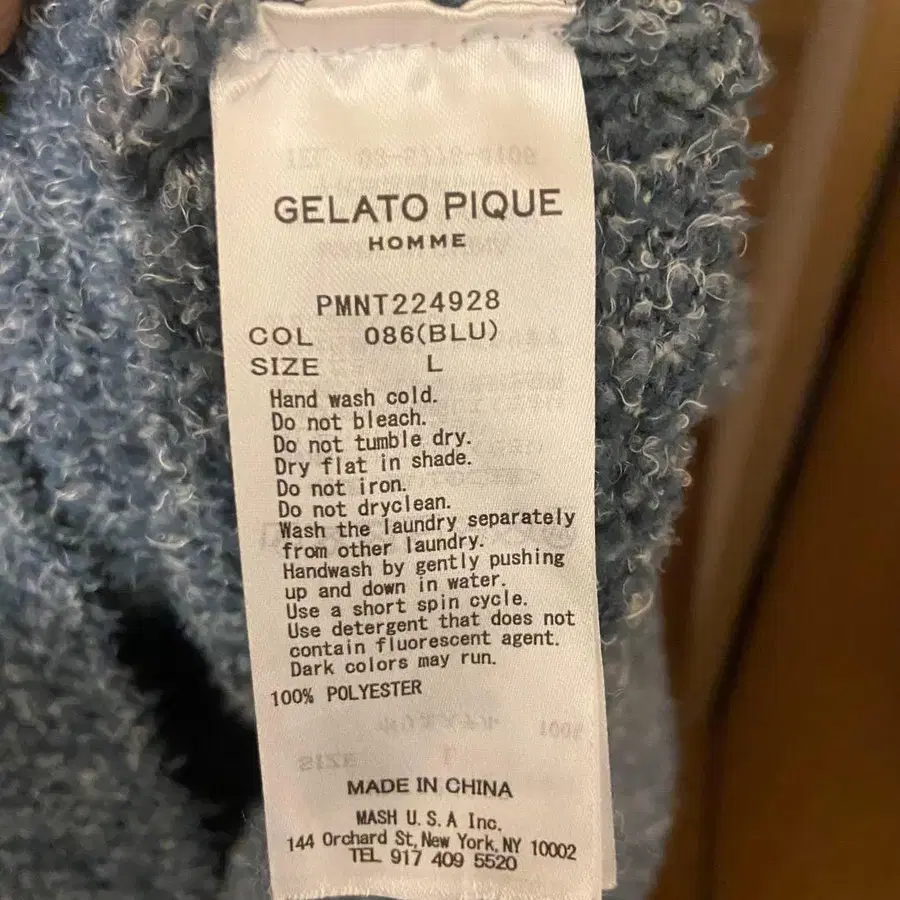 GELATO PIQUE
HOMME
PMNT224928
COL 086(BLU)
SIZE L
Hand wash cold.
Do not bleach.
Do not tumble dry.
Dry flat in shade.
Do not iron.
Do not dryclean.
Wash the laundry separately
from other laundry.
Handwash by gently pushing
up and down in water.
Use a short spin cycle.
Use detergent that does not
contain fluorescent agent.
Dark colors may run.
100% POLYESTER
MADE IN CHINA
MASH U.S.A Inc.
144 Orchard St, New York, NY 10002
TEL 917 409 5520